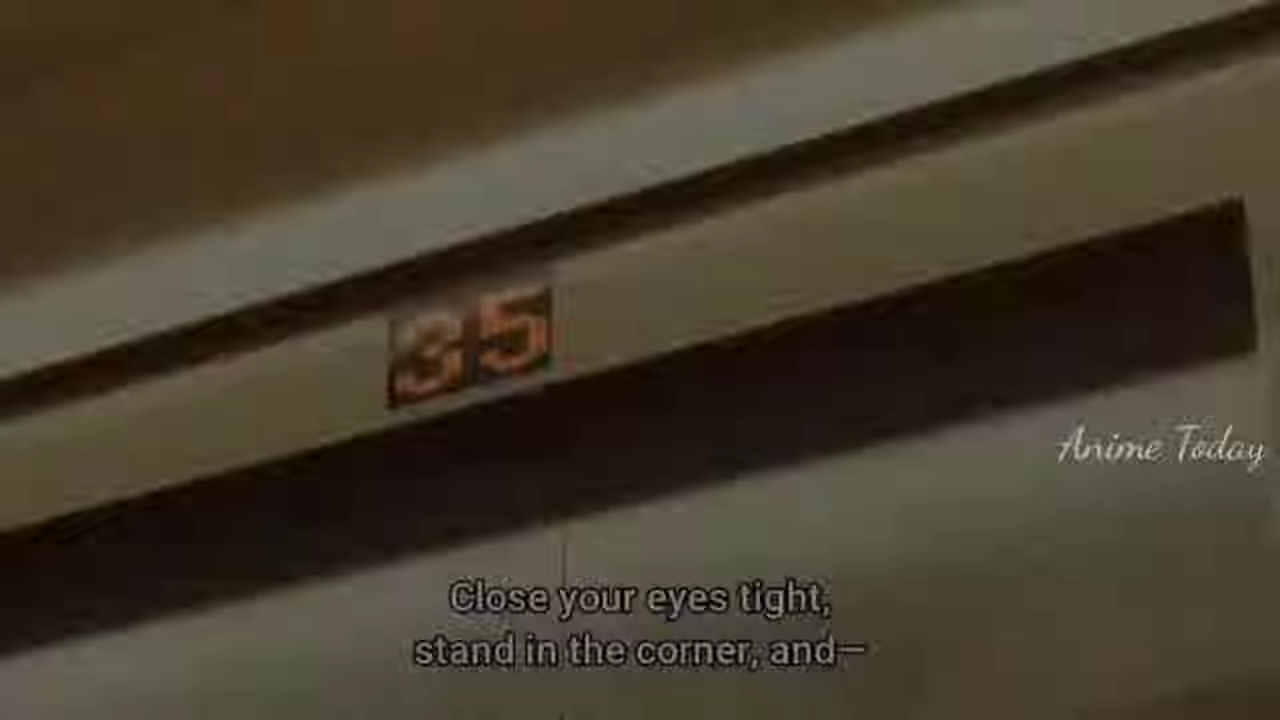 35
Anime Today
Close your eyes tight,
stand in the corner, and—